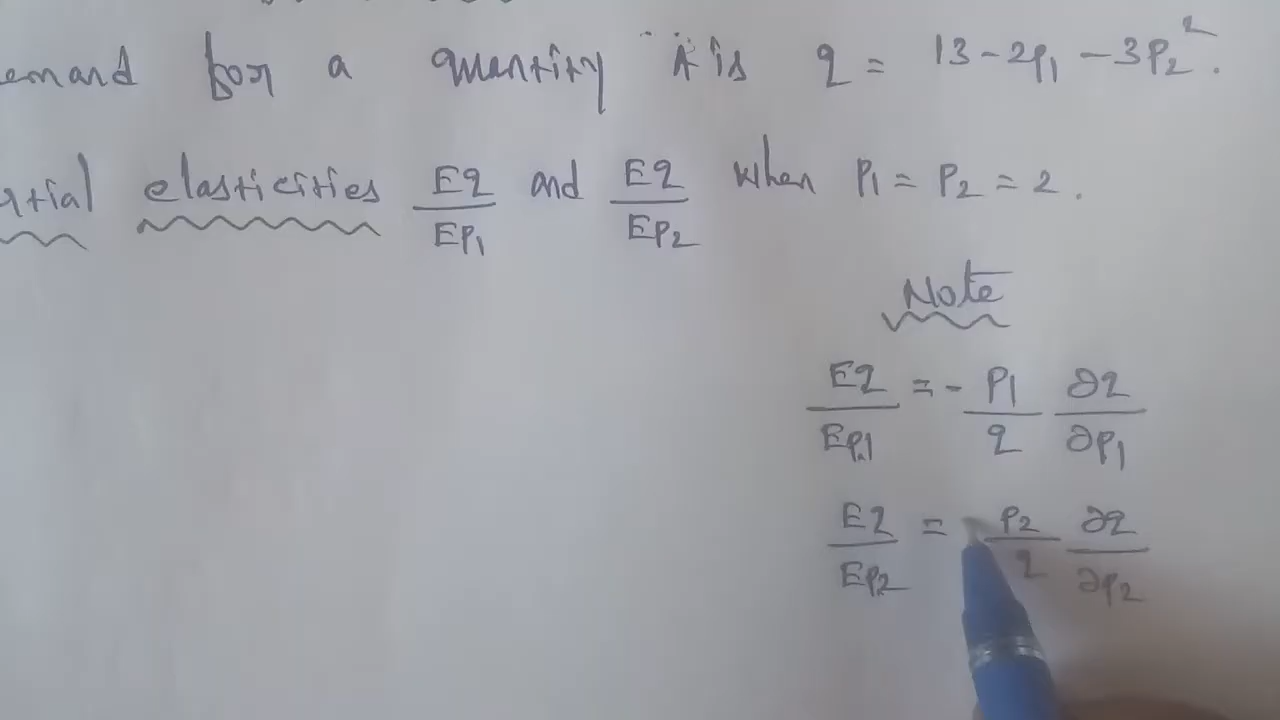 emand for a quantity A is q = 13 - 2p₁ - 3p₂².
rtial elasticities Eq/Ep₁ and Eq/Ep₂ when p₁ = p₂ = 2.
Note
Eq/Ep₁ = - p₁/q ∂q/∂p₁
Eq/Ep₂ = p₂/q ∂q/∂p₂